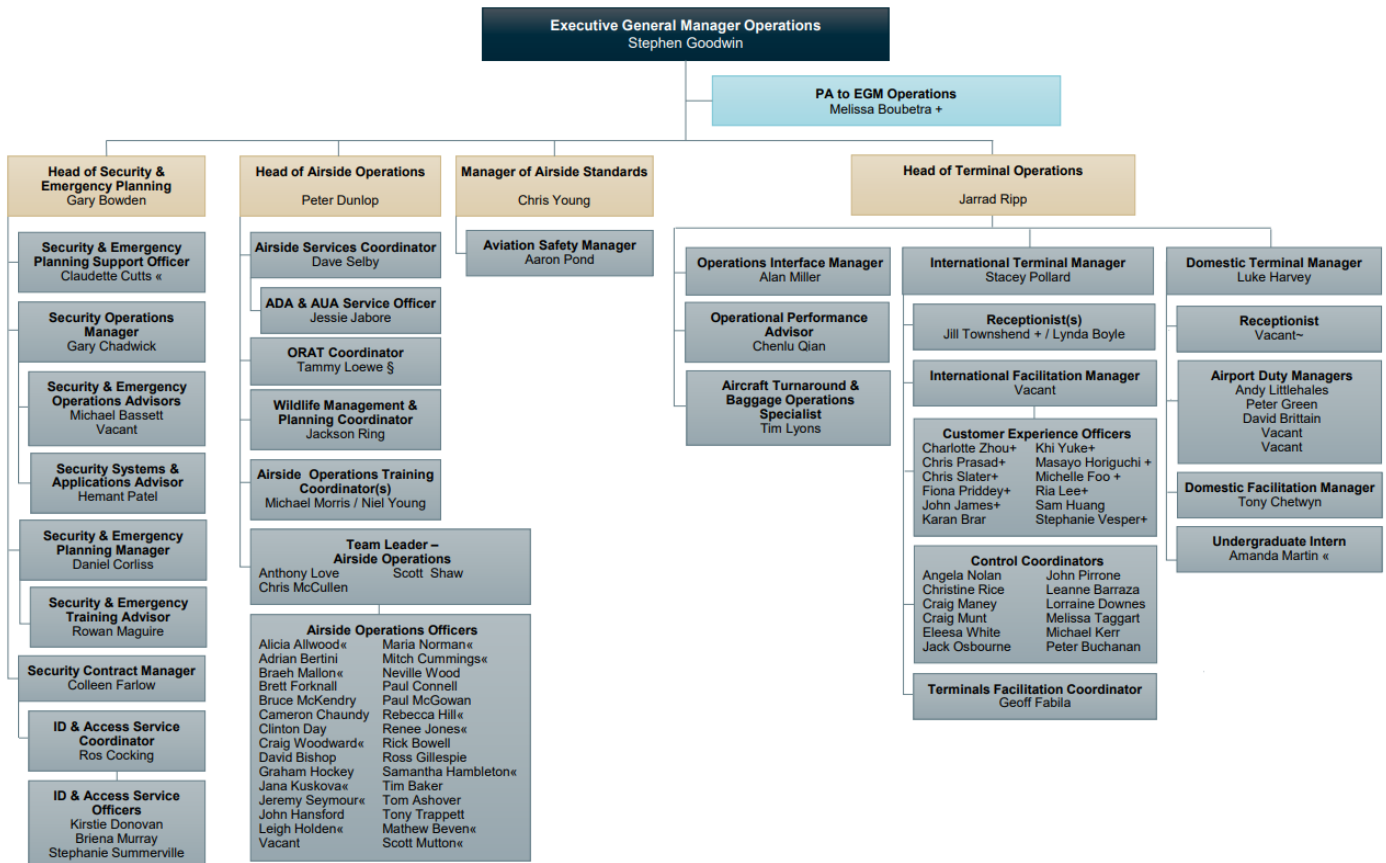 Executive General Manager Operations
Stephen Goodwin
PA to EGM Operations
Melissa Boubetra +
Head of Security &
Emergency Planning
Gary Bowden
Security & Emergency
Planning Support Officer
Claudette Cutts «
Security Operations
Manager
Gary Chadwick
Security & Emergency
Operations Advisors
Michael Bassett
Vacant
Security Systems &
Applications Advisor
Hemant Patel
Security & Emergency
Planning Manager
Daniel Corliss
Security & Emergency
Training Advisor
Rowan Maguire
Security Contract Manager
Colleen Farlow
ID & Access Service
Coordinator
Ros Cocking
ID & Access Service
Officers
Kirstie Donovan
Briena Murray
Stephanie Summerville
Head of Airside Operations
Peter Dunlop
Airside Services Coordinator
Dave Selby
ADA & AUA Service Officer
Jessie Jabore
ORAT Coordinator
Tammy Loewe §
Wildlife Management &
Planning Coordinator
Jackson Ring
Airside Operations Training
Coordinator(s)
Michael Morris / Niel Young
Team Leader –
Airside Operations
Anthony Love Scott Shaw
Chris McCullen
Airside Operations Officers
Alicia Allwood« Maria Norman«
Adrian Bertini Mitch Cummings«
Braeh Mallon« Neville Wood
Brett Forknall Paul Connell
Bruce McKendry Paul McGowan
Cameron Chaundy Rebecca Hill«
Clinton Day Renee Jones«
Craig Woodward« Rick Bowell
David Bishop Ross Gillespie
Graham Hockey Samantha Hambleton«
Jana Kuskova« Tim Baker
Jeremy Seymour« Tom Ashover
John Hansford Tony Trappett
Leigh Holden« Mathew Beven«
Vacant Scott Mutton«
Manager of Airside Standards
Chris Young
Aviation Safety Manager
Aaron Pond
Head of Terminal Operations
Jarrad Ripp
Operations Interface Manager
Alan Miller
Operational Performance
Advisor
Chenlu Qian
Aircraft Turnaround &
Baggage Operations
Specialist
Tim Lyons
International Terminal Manager
Stacey Pollard
Receptionist(s)
Jill Townshend + / Lynda Boyle
International Facilitation Manager
Vacant
Customer Experience Officers
Charlotte Zhou+ Khi Yuke+
Chris Prasad+ Masayo Horiguchi +
Chris Slater+ Michelle Foo +
Fiona Priddey+ Ria Lee+
John James+ Sam Huang
Karan Brar Stephanie Vesper+
Control Coordinators
Angela Nolan John Pirrone
Christine Rice Leanne Barraza
Craig Maney Lorraine Downes
Craig Munt Melissa Taggart
Eleesa White Michael Kerr
Jack Osbourne Peter Buchanan
Terminals Facilitation Coordinator
Geoff Fabila
Domestic Terminal Manager
Luke Harvey
Receptionist
Vacant~
Airport Duty Managers
Andy Littlehales
Peter Green
David Brittain
Vacant
Vacant
Domestic Facilitation Manager
Tony Chetwyn
Undergraduate Intern
Amanda Martin «